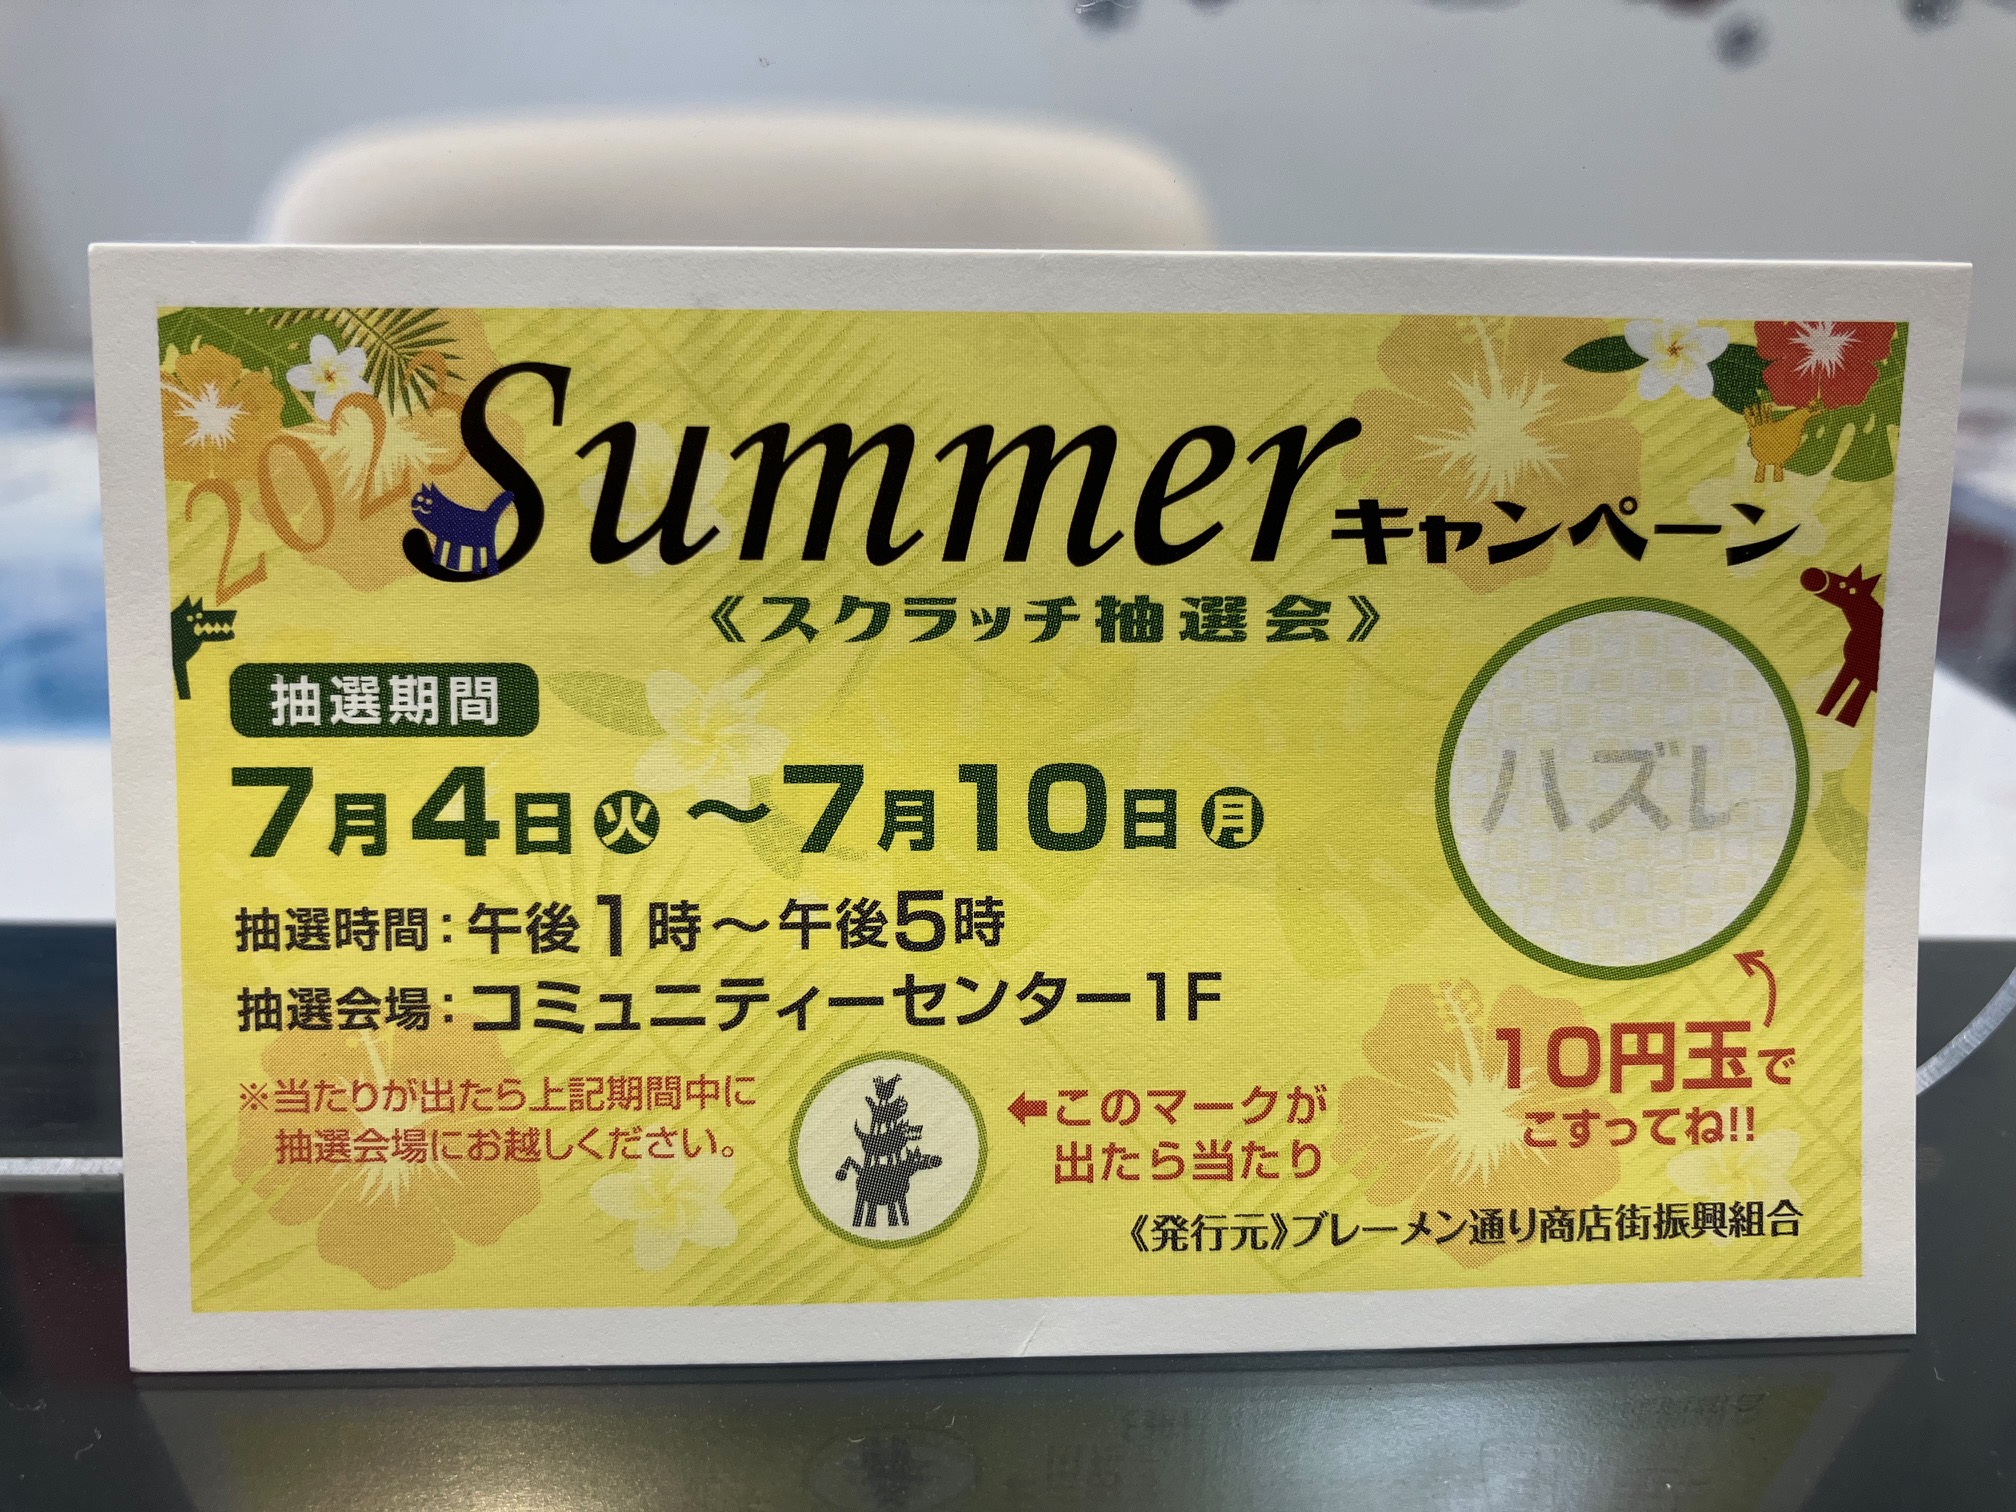 2023
Summerキャンペーン
《スクラッチ抽選会》
抽選期間
7月4日㊋〜7月10日㊊
抽選時間：午後1時〜午後5時
抽選会場：コミュニティーセンター1F
※当たりが出たら上記期間中に
抽選会場にお越しください。
⬅このマークが
出たら当たり
ハズレ
10円玉で
こすってね!!
《発行元》ブレーメン通り商店街振興組合